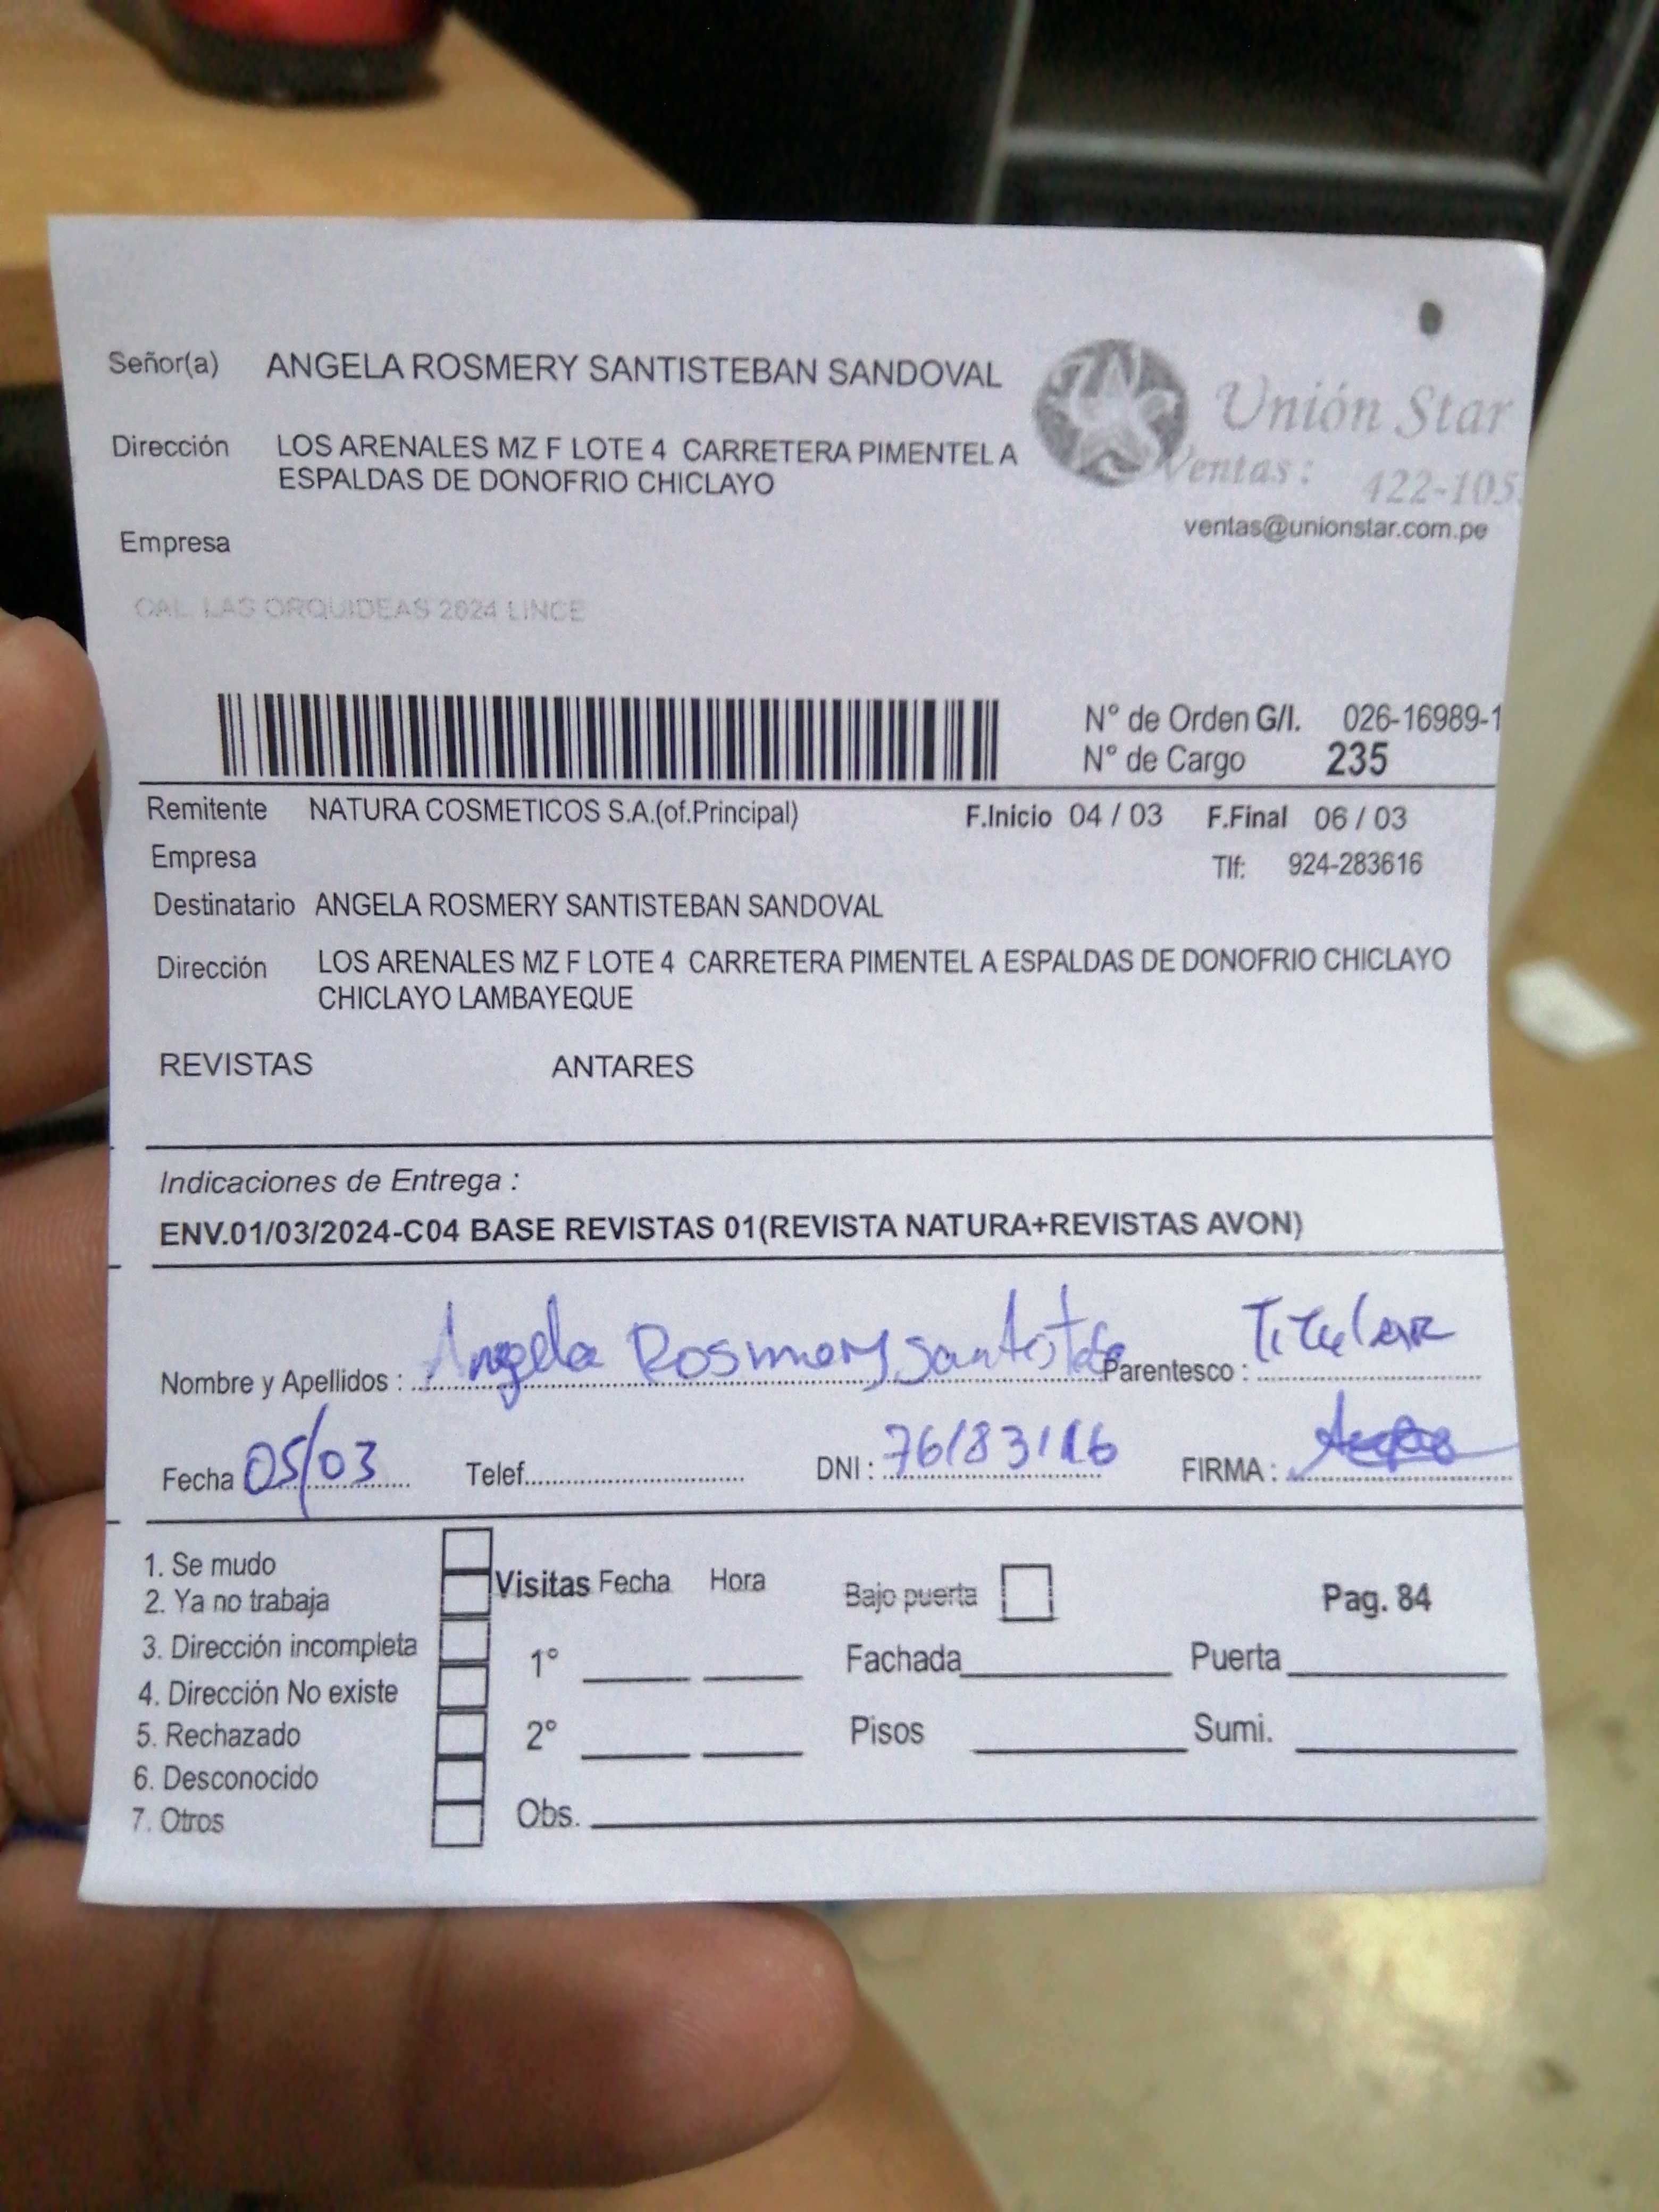 Señor(a) ANGELA ROSMERY SANTISTEBAN SANDOVAL
Unión Star
Dirección LOS ARENALES MZ F LOTE 4 CARRETERA PIMENTEL A
ESPALDAS DE DONOFRIO CHICLAYO
Ventas: 422-105
ventas@unionstar.com.pe
Empresa
CAL. LAS ORQUIDEAS 2624 LINCE
N° de Orden G/I. 026-16989-1
N° de Cargo 235
Remitente NATURA COSMETICOS S.A.(of.Principal) F.Inicio 04 / 03 F.Final 06 / 03
Empresa Tlf: 924-283616
Destinatario ANGELA ROSMERY SANTISTEBAN SANDOVAL
Dirección LOS ARENALES MZ F LOTE 4 CARRETERA PIMENTEL A ESPALDAS DE DONOFRIO CHICLAYO
CHICLAYO LAMBAYEQUE
REVISTAS ANTARES
Indicaciones de Entrega :
ENV.01/03/2024-C04 BASE REVISTAS 01(REVISTA NATURA+REVISTAS AVON)
Nombre y Apellidos : Angela Rosmery Parentesco : Titular
Fecha 05/03 Telef. DNI : FIRMA :
1. Se mudo
2. Ya no trabaja
3. Dirección incompleta
4. Dirección No existe
5. Rechazado
6. Desconocido
7. Otros
Visitas Fecha Hora
1°
2°
Obs.
Bajo puerta Pag. 84
Fachada Puerta
Pisos Sumi.